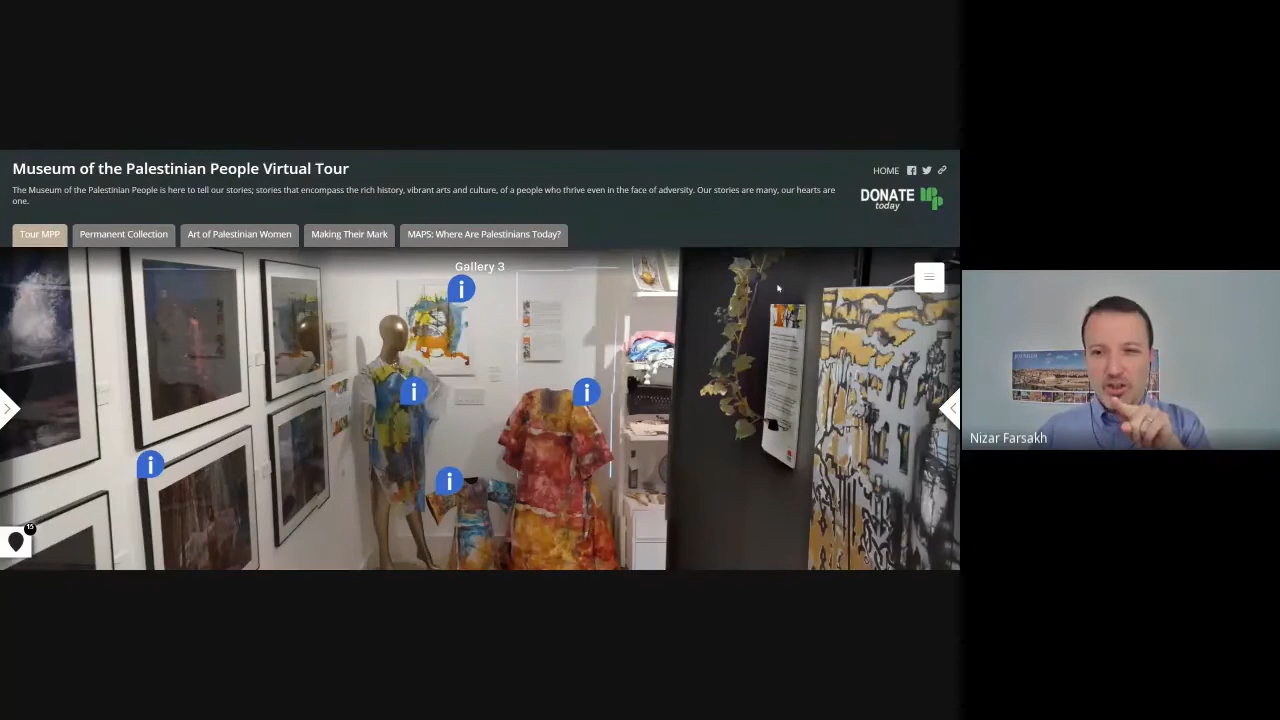 Museum of the Palestinian People Virtual Tour
The Museum of the Palestinian People is here to tell our stories; stories that encompass the rich history, vibrant arts and culture, of a people who thrive even in the face of adversity. Our stories are many, our hearts are
one.
HOME
DONATE
today
Tour MPP
Permanent Collection
Art of Palestinian Women
Making Their Mark
MAPS: Where Are Palestinians Today?
Gallery 3
i
i
i
i
i
15
Nizar Farsakh